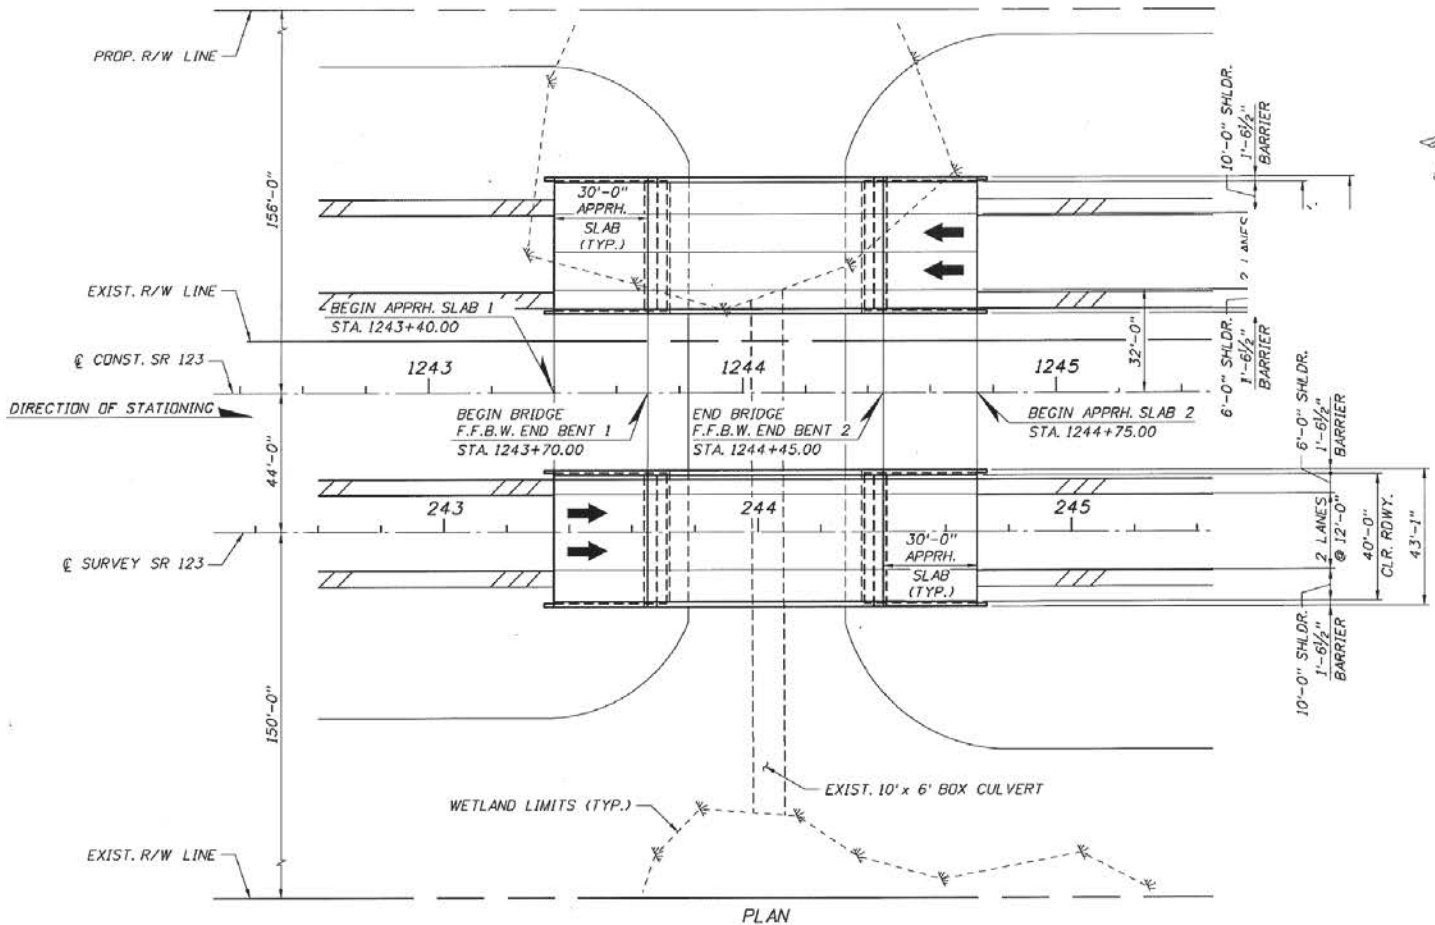 PROP. R/W LINE
156'-0"
30'-0"
APPRH.
SLAB
(TYP.)
10'-0" SHLDR.
1'-6½"
BARRIER
2 LANES
6'-0" SHLDR.
1'-6½"
BARRIER
EXIST. R/W LINE
BEGIN APPRH. SLAB 1
STA. 1243+40.00
32'-0"
℄ CONST. SR 123
1243
1244
1245
DIRECTION OF STATIONING
BEGIN BRIDGE
F.F.B.W. END BENT 1
STA. 1243+70.00
END BRIDGE
F.F.B.W. END BENT 2
STA. 1244+45.00
BEGIN APPRH. SLAB 2
STA. 1244+75.00
44'-0"
6'-0" SHLDR.
1'-6½"
BARRIER
243
244
245
℄ SURVEY SR 123
30'-0"
APPRH.
SLAB
(TYP.)
2 LANES
@ 12'-0"
40'-0"
CLR. RDWY.
43'-1"
10'-0" SHLDR.
1'-6½"
BARRIER
150'-0"
EXIST. 10' x 6' BOX CULVERT
WETLAND LIMITS (TYP.)
EXIST. R/W LINE
PLAN